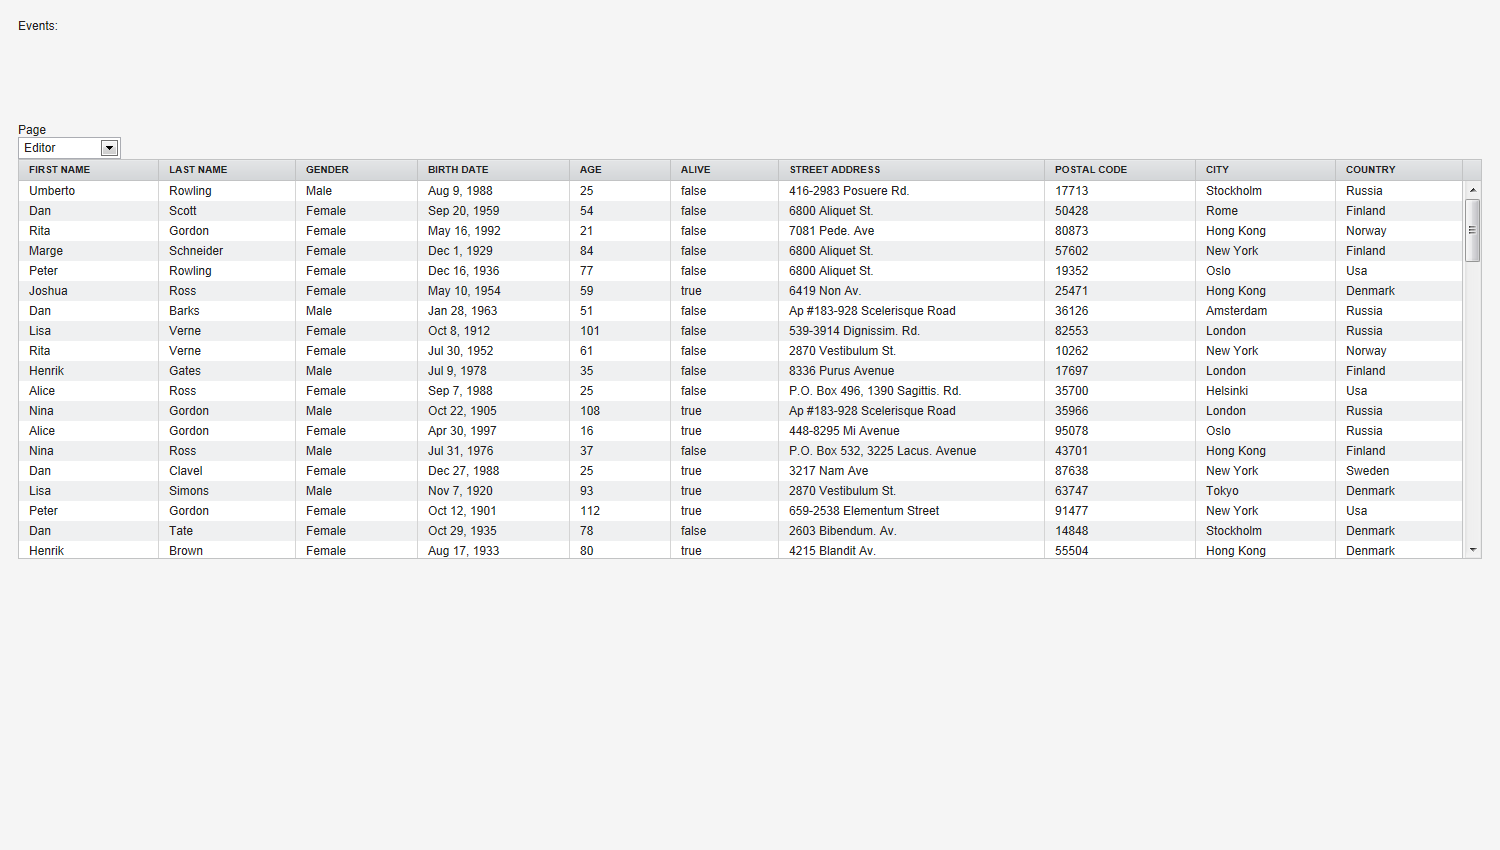 Events:
Page
Editor
FIRST NAME LAST NAME GENDER BIRTH DATE AGE ALIVE STREET ADDRESS POSTAL CODE CITY COUNTRY
Umberto Rowling Male Aug 9, 1988 25 false 416-2983 Posuere Rd. 17713 Stockholm Russia
Dan Scott Female Sep 20, 1959 54 false 6800 Aliquet St. 50428 Rome Finland
Rita Gordon Female May 16, 1992 21 false 7081 Pede. Ave 80873 Hong Kong Norway
Marge Schneider Female Dec 1, 1929 84 false 6800 Aliquet St. 57602 New York Finland
Peter Rowling Female Dec 16, 1936 77 false 6800 Aliquet St. 19352 Oslo Usa
Joshua Ross Female May 10, 1954 59 true 6419 Non Av. 25471 Hong Kong Denmark
Dan Barks Male Jan 28, 1963 51 false Ap #183-928 Scelerisque Road 36126 Amsterdam Russia
Lisa Verne Female Oct 8, 1912 101 false 539-3914 Dignissim. Rd. 82553 London Russia
Rita Verne Female Jul 30, 1952 61 false 2870 Vestibulum St. 10262 New York Norway
Henrik Gates Male Jul 9, 1978 35 false 8336 Purus Avenue 17697 London Finland
Alice Ross Female Sep 7, 1988 25 false P.O. Box 496, 1390 Sagittis. Rd. 35700 Helsinki Usa
Nina Gordon Male Oct 22, 1905 108 true Ap #183-928 Scelerisque Road 35966 London Russia
Alice Gordon Female Apr 30, 1997 16 true 448-8295 Mi Avenue 95078 Oslo Russia
Nina Ross Male Jul 31, 1976 37 false P.O. Box 532, 3225 Lacus. Avenue 43701 Hong Kong Finland
Dan Clavel Female Dec 27, 1988 25 true 3217 Nam Ave 87638 New York Sweden
Lisa Simons Male Nov 7, 1920 93 true 2870 Vestibulum St. 63747 Tokyo Denmark
Peter Gordon Female Oct 12, 1901 112 true 659-2538 Elementum Street 91477 New York Usa
Dan Tate Female Oct 29, 1935 78 false 2603 Bibendum. Av. 14848 Stockholm Denmark
Henrik Brown Female Aug 17, 1933 80 true 4215 Blandit Av. 55504 Hong Kong Denmark